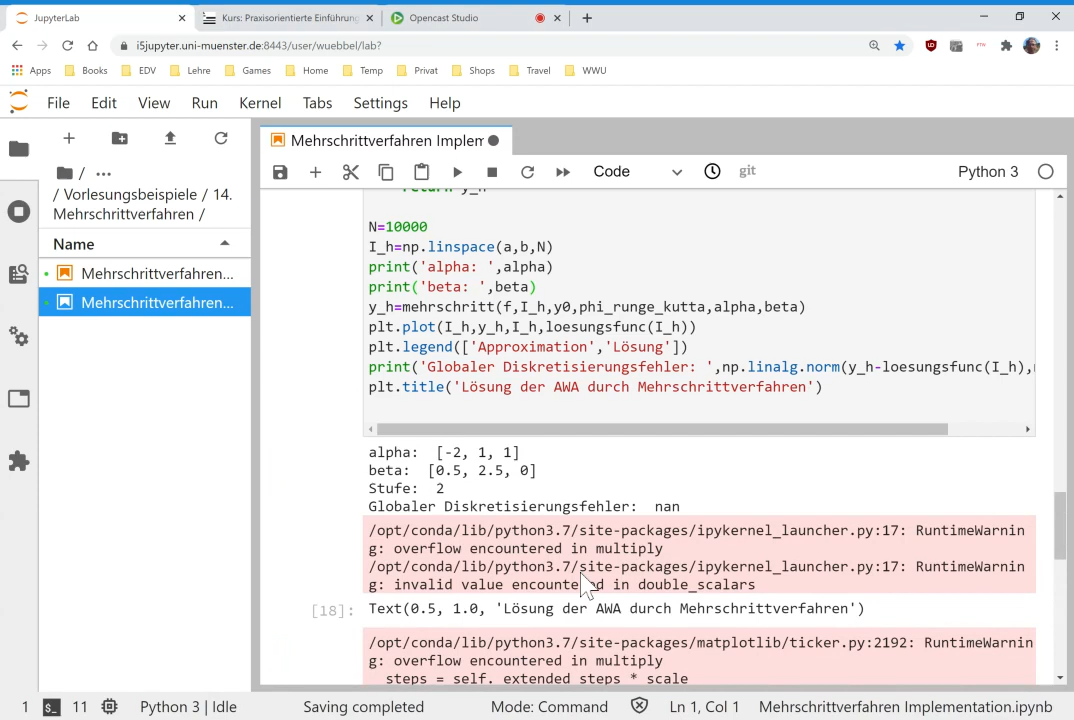 JupyterLab
Kurs: Praxisorientierte Einführung
Opencast Studio
i5jupyter.uni-muenster.de:8443/user/wuebbel/lab?
Apps Books EDV Lehre Games Home Temp Privat Shops Travel WWU
File Edit View Run Kernel Tabs Settings Help
/ ···
/ Vorlesungsbeispiele / 14.
Mehrschrittverfahren /
Name
Mehrschrittverfahren...
Mehrschrittverfahren...
Mehrschrittverfahren Implem
Code
git
Python 3
return y_h
N=10000
I_h=np.linspace(a,b,N)
print('alpha: ',alpha)
print('beta: ',beta)
y_h=mehrschritt(f,I_h,y0,phi_runge_kutta,alpha,beta)
plt.plot(I_h,y_h,I_h,loesungsfunc(I_h))
plt.legend(['Approximation','Lösung'])
print('Globaler Diskretisierungsfehler: ',np.linalg.norm(y_h-loesungsfunc(I_h),
plt.title('Lösung der AWA durch Mehrschrittverfahren')
alpha:  [-2, 1, 1]
beta:  [0.5, 2.5, 0]
Stufe:  2
Globaler Diskretisierungsfehler:  nan
/opt/conda/lib/python3.7/site-packages/ipykernel_launcher.py:17: RuntimeWarnin
g: overflow encountered in multiply
/opt/conda/lib/python3.7/site-packages/ipykernel_launcher.py:17: RuntimeWarnin
g: invalid value encountered in double_scalars
[18]: Text(0.5, 1.0, 'Lösung der AWA durch Mehrschrittverfahren')
/opt/conda/lib/python3.7/site-packages/matplotlib/ticker.py:2192: RuntimeWarnin
g: overflow encountered in multiply
steps = self._extended_steps * scale
1 11 Python 3 | Idle Saving completed Mode: Command Ln 1, Col 1 Mehrschrittverfahren Implementation.ipynb